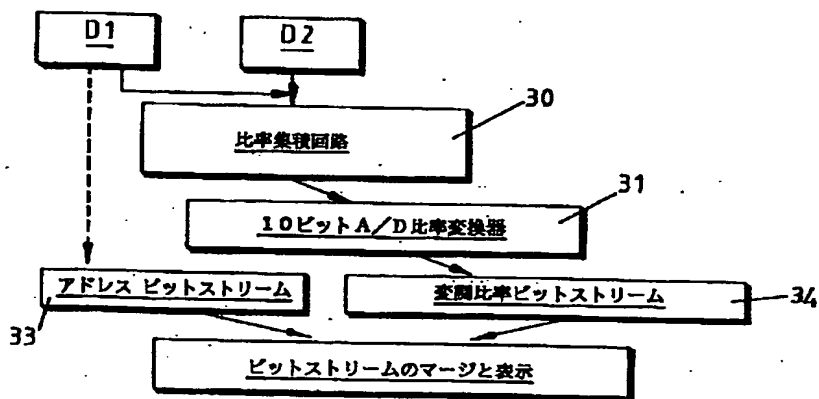 D1
D2
30
比率集積回路
31
10ビットA/D比率変換器
アドレス ビットストリーム
変調比率ビットストリーム
34
33
ビットストリームのマージと表示